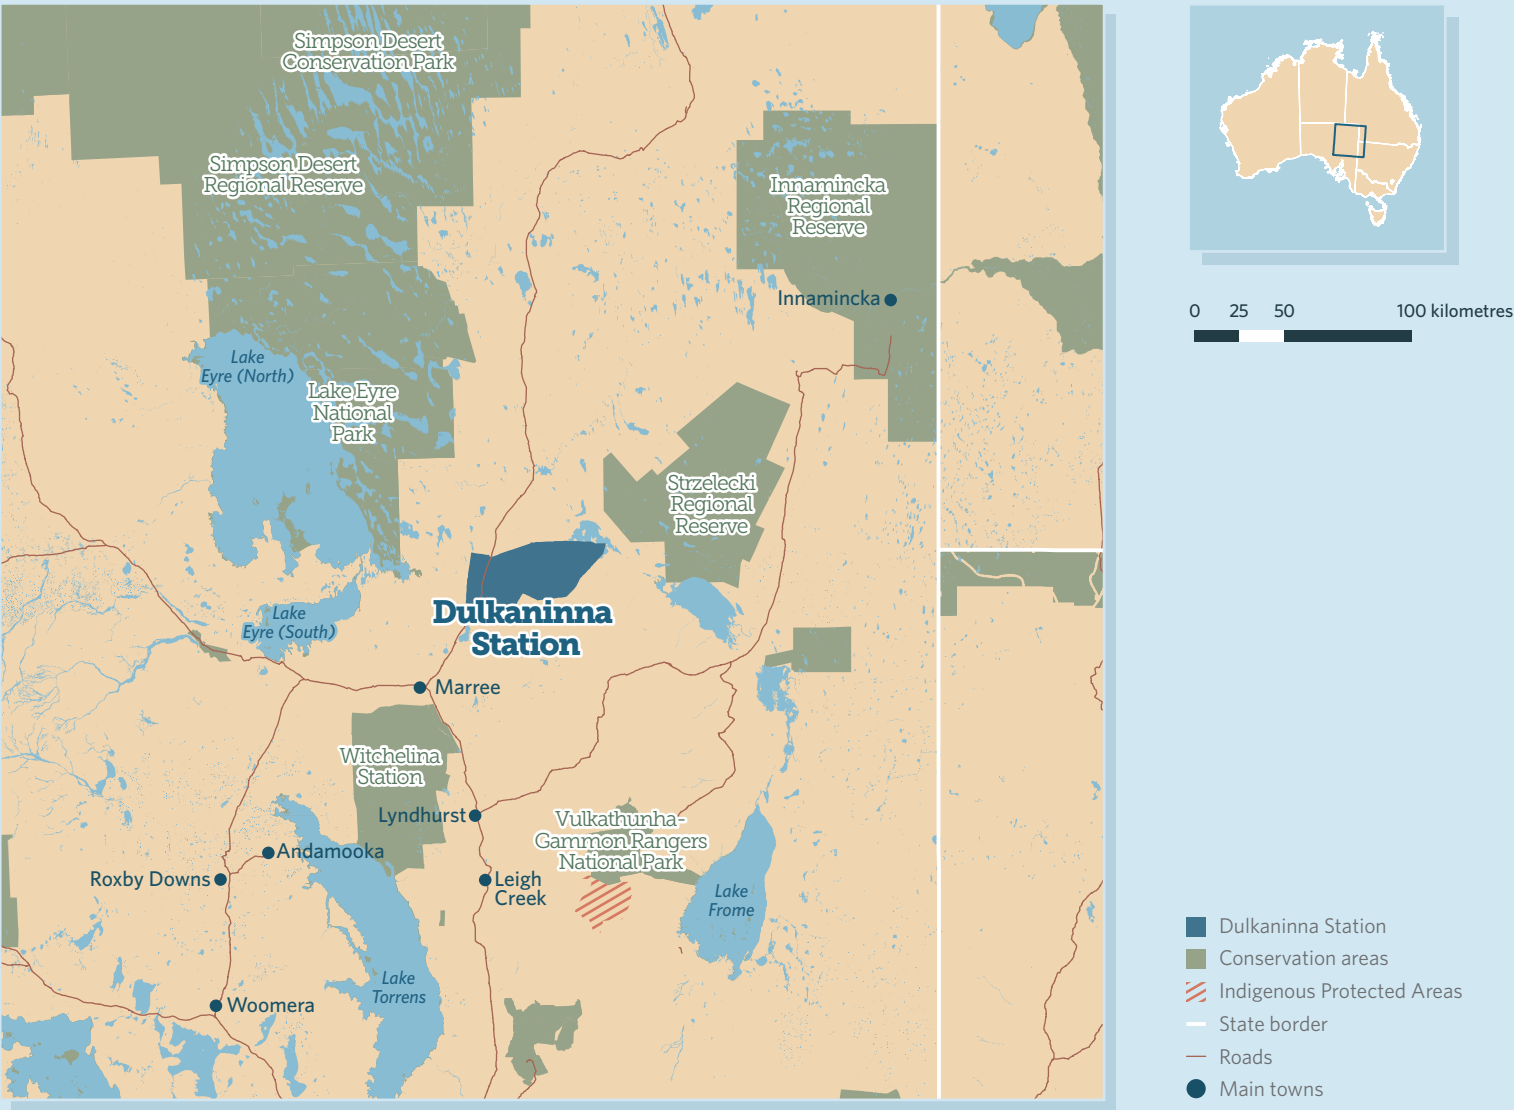 Simpson Desert
Conservation Park
Simpson Desert
Regional Reserve
Innamincka
Regional
Reserve
Innamincka
Lake
Eyre (North)
Lake Eyre
National
Park
Strzelecki
Regional
Reserve
Dulkaninna
Station
Lake
Eyre (South)
Marree
Witchelina
Station
Lyndhurst
Vulkathunha-
Gammon Ranges
National Park
Andamooka
Roxby Downs
Leigh
Creek
Lake
Frome
Lake
Torrens
Woomera
0 25 50 100 kilometres
Dulkaninna Station
Conservation areas
Indigenous Protected Areas
State border
Roads
Main towns